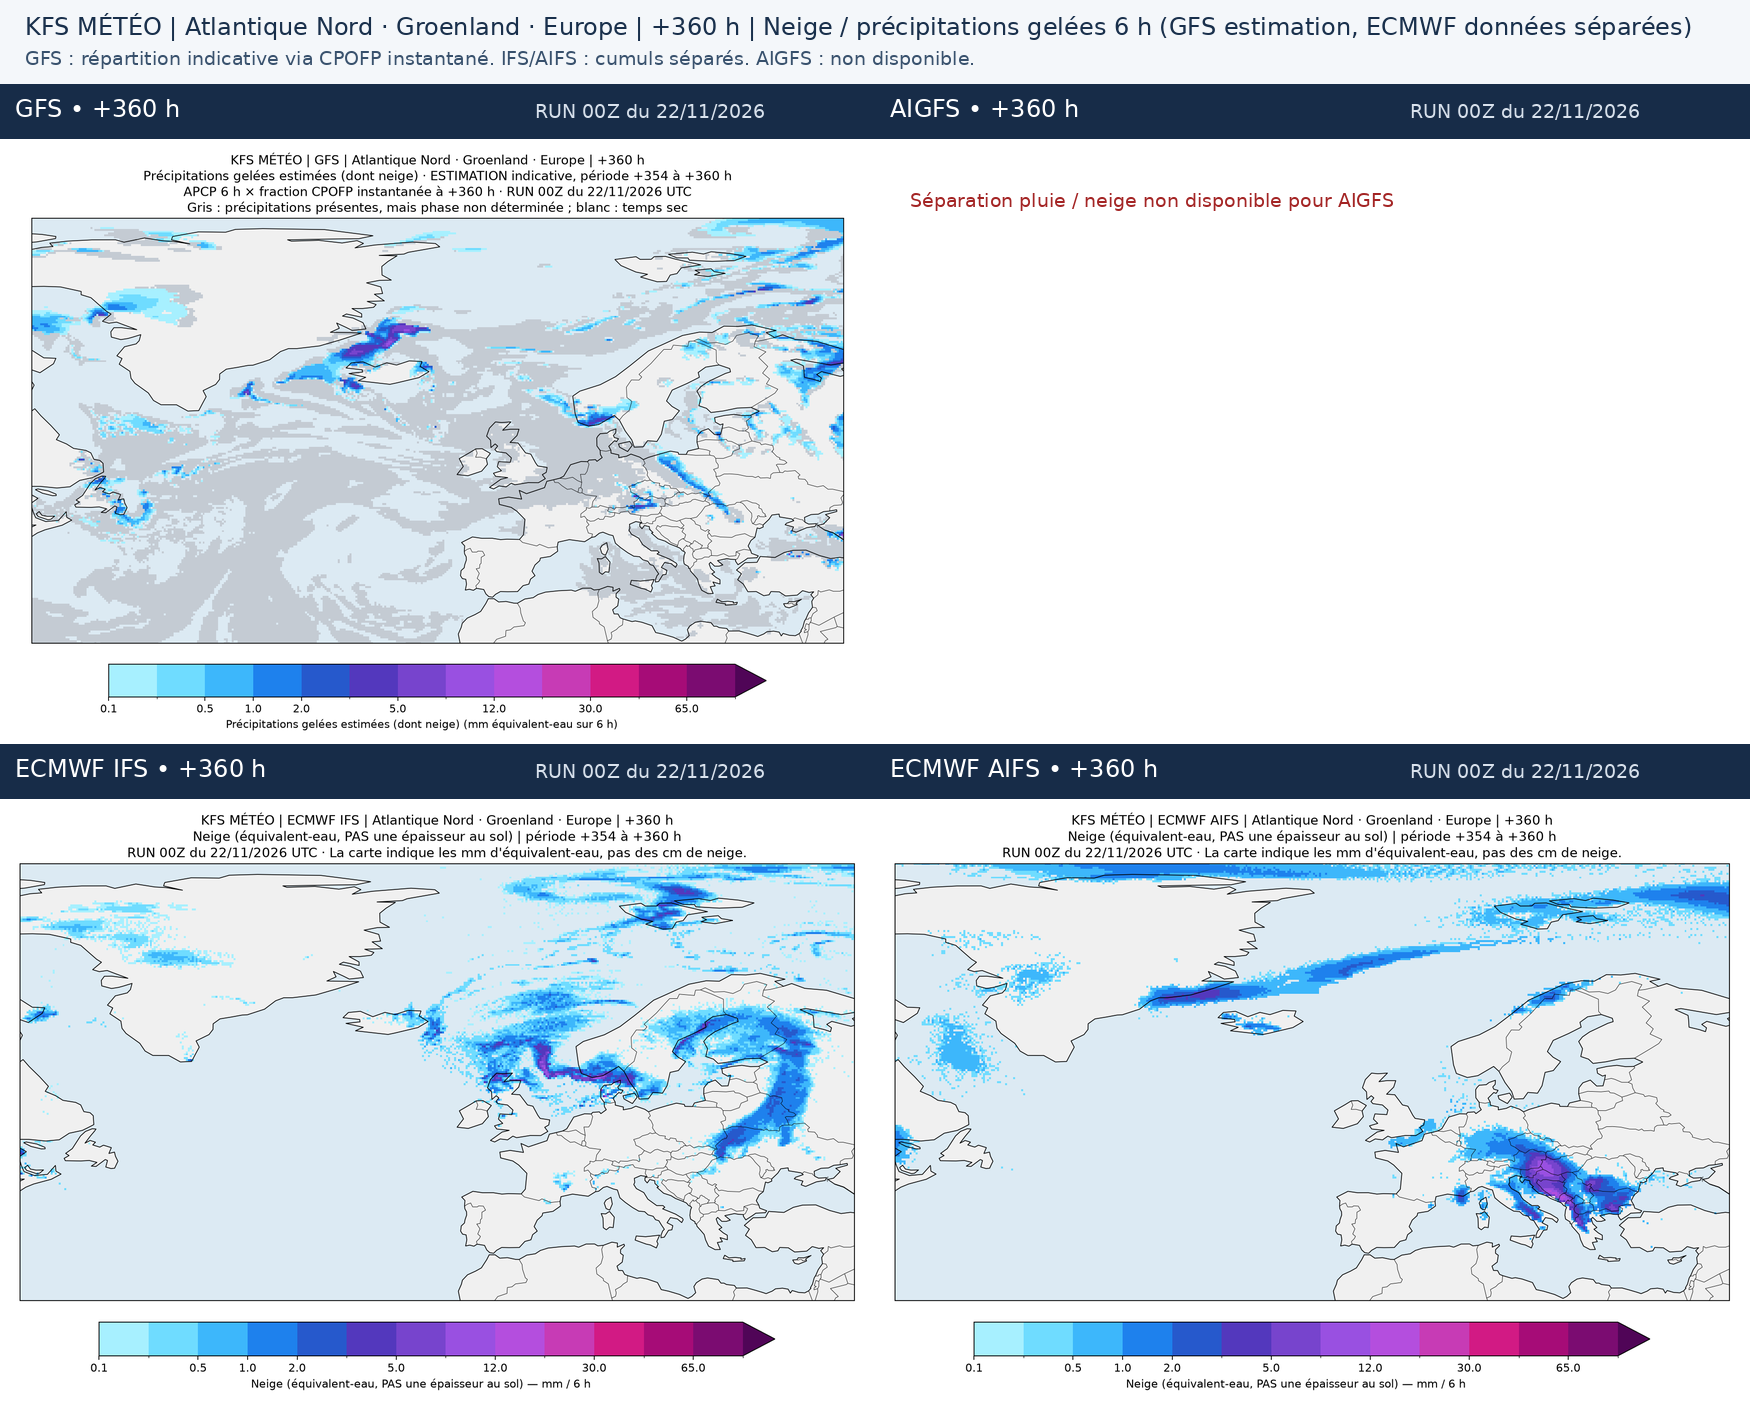 KFS MÉTÉO | Atlantique Nord · Groenland · Europe | +360 h | Neige / précipitations gelées 6 h (GFS estimation, ECMWF données séparées)
GFS : répartition indicative via CPOFP instantané. IFS/AIFS : cumuls séparés. AIGFS : non disponible.
GFS • +360 h
RUN 00Z du 22/11/2026
KFS MÉTÉO | GFS | Atlantique Nord · Groenland · Europe | +360 h
Précipitations gelées estimées (dont neige) · ESTIMATION indicative, période +354 à +360 h
APCP 6 h × fraction CPOFP instantanée à +360 h · RUN 00Z du 22/11/2026 UTC
Gris : précipitations présentes, mais phase non déterminée ; blanc : temps sec
0.1 0.5 1.0 2.0 5.0 12.0 30.0 65.0
Précipitations gelées estimées (dont neige) (mm équivalent-eau sur 6 h)
AIGFS • +360 h
RUN 00Z du 22/11/2026
Séparation pluie / neige non disponible pour AIGFS
ECMWF IFS • +360 h
RUN 00Z du 22/11/2026
KFS MÉTÉO | ECMWF IFS | Atlantique Nord · Groenland · Europe | +360 h
Neige (équivalent-eau, PAS une épaisseur au sol) | période +354 à +360 h
RUN 00Z du 22/11/2026 UTC · La carte indique les mm d'équivalent-eau, pas des cm de neige.
0.1 0.5 1.0 2.0 5.0 12.0 30.0 65.0
Neige (équivalent-eau, PAS une épaisseur au sol) — mm / 6 h
ECMWF AIFS • +360 h
RUN 00Z du 22/11/2026
KFS MÉTÉO | ECMWF AIFS | Atlantique Nord · Groenland · Europe | +360 h
Neige (équivalent-eau, PAS une épaisseur au sol) | période +354 à +360 h
RUN 00Z du 22/11/2026 UTC · La carte indique les mm d'équivalent-eau, pas des cm de neige.
0.1 0.5 1.0 2.0 5.0 12.0 30.0 65.0
Neige (équivalent-eau, PAS une épaisseur au sol) — mm / 6 h